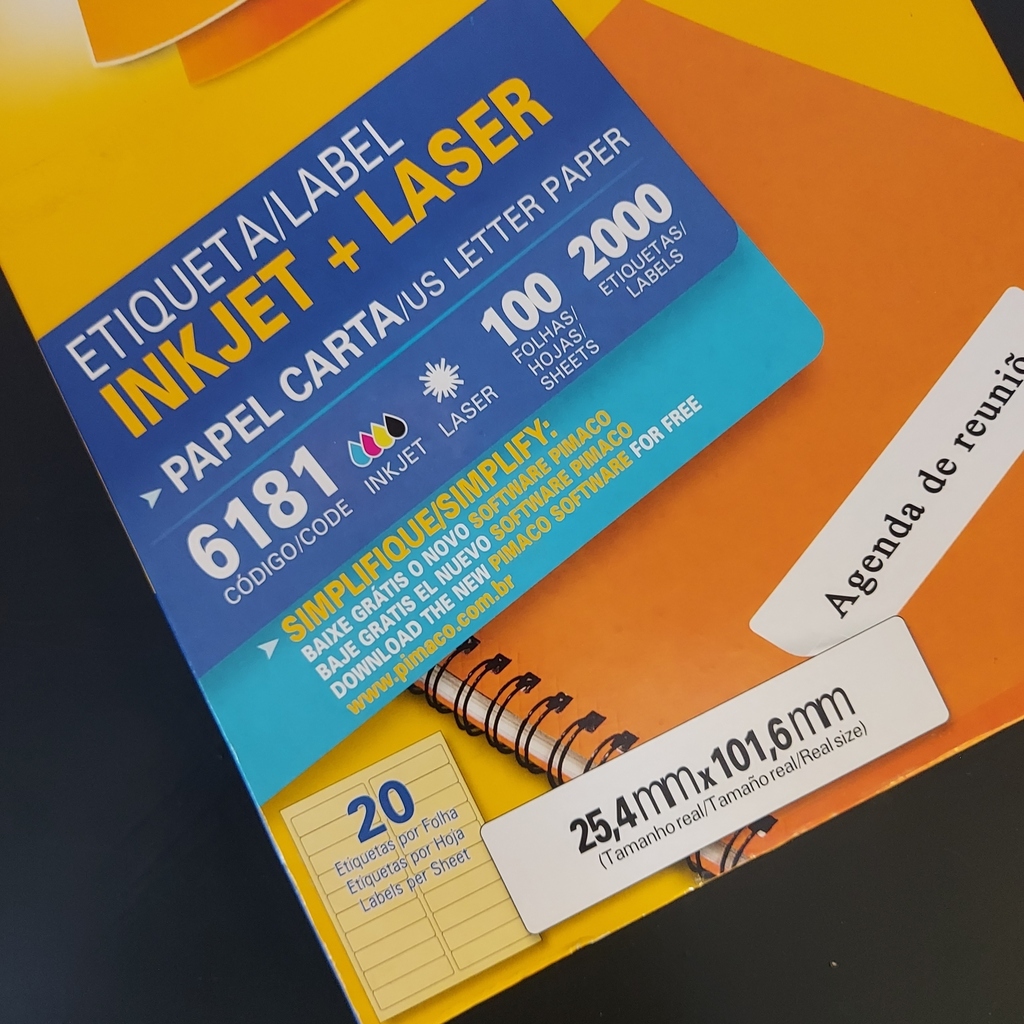 ETIQUETA/LABEL
INKJET + LASER
PAPEL CARTA/US LETTER PAPER
6181
CÓDIGO/CODE
INKJET
LASER
100
FOLHAS/
HOJAS/
SHEETS
2000
ETIQUETAS/
LABELS
SIMPLIFIQUE/SIMPLIFY:
BAIXE GRÁTIS O NOVO SOFTWARE PIMACO
BAJE GRATIS EL NUEVO SOFTWARE PIMACO
DOWNLOAD THE NEW PIMACO SOFTWARE FOR FREE
www.pimaco.com.br
Agenda de reuniõ
25,4mm x 101,6mm
(Tamanho real/Tamaño real/Real size)
20
Etiquetas por Folha
Etiquetas por Hoja
Labels per Sheet